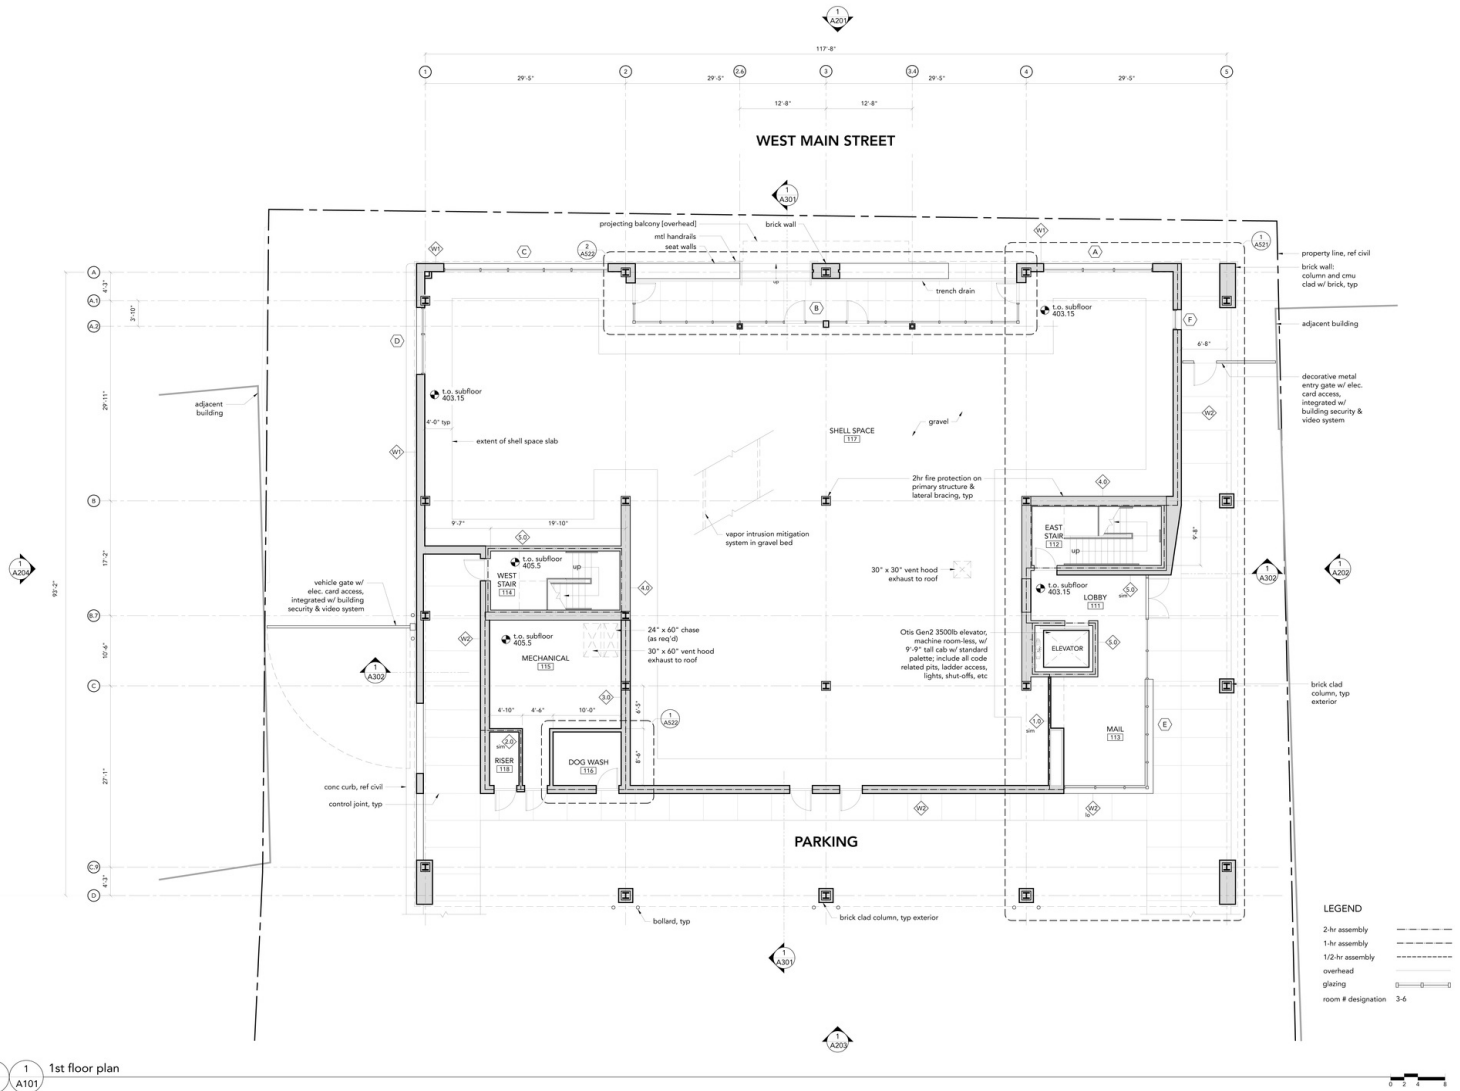 1
A201
117'-8"
1
2
2.6
3
3.4
4
5
29'-5"
29'-5"
29'-5"
29'-5"
12'-8"
12'-8"
WEST MAIN STREET
1
A301
projecting balcony [overhead]
brick wall
mtl handrails
seat walls
2
A522
W1
C
W1
A
1
A521
property line, ref civil
brick wall:
column and cmu
clad w/ brick, typ
A
4'-3"
A.1
3'-10"
A.2
up
trench drain
B
t.o. subfloor
403.15
F
adjacent building
6'-8"
D
decorative metal
entry gate w/ elec.
card access,
integrated w/
building security &
video system
adjacent
building
t.o. subfloor
403.15
29'-11"
4'-0" typ
extent of shell space slab
W1
SHELL SPACE
117
gravel
W2
2hr fire protection on
primary structure &
lateral bracing, typ
4.0
B
9'-7"
19'-10"
5.0
vapor intrusion mitigation
system in gravel bed
EAST
STAIR
112
up
9'-8"
17'-2"
93'-2"
1
A204
t.o. subfloor
405.5
up
WEST
STAIR
114
4.0
30" x 30" vent hood
exhaust to roof
t.o. subfloor
403.15
5.0
sim
LOBBY
111
1
A302
1
A202
vehicle gate w/
elec. card access,
integrated w/ building
security & video system
B.7
W2
t.o. subfloor
405.5
MECHANICAL
115
24" x 60" chase
(as req'd)
30" x 60" vent hood
exhaust to roof
Otis Gen2 3500lb elevator,
machine room-less, w/
9'-9" tall cab w/ standard
palette; include all code
related pits, ladder access,
lights, shut-offs, etc
ELEVATOR
5.0
10'-6"
1
A302
C
3.0
brick clad
column, typ
exterior
4'-10"
4'-6"
10'-0"
6'-5"
1
A522
1.0
sim
MAIL
113
E
2.0
sim
RISER
118
DOG WASH
116
8'-6"
27'-1"
conc curb, ref civil
control joint, typ
W2
W2
PARKING
C.9
4'-3"
D
bollard, typ
brick clad column, typ exterior
1
A301
LEGEND
2-hr assembly
1-hr assembly
1/2-hr assembly
overhead
glazing
room # designation 3-6
1
A203
1
A101
1st floor plan
0 2 4 8